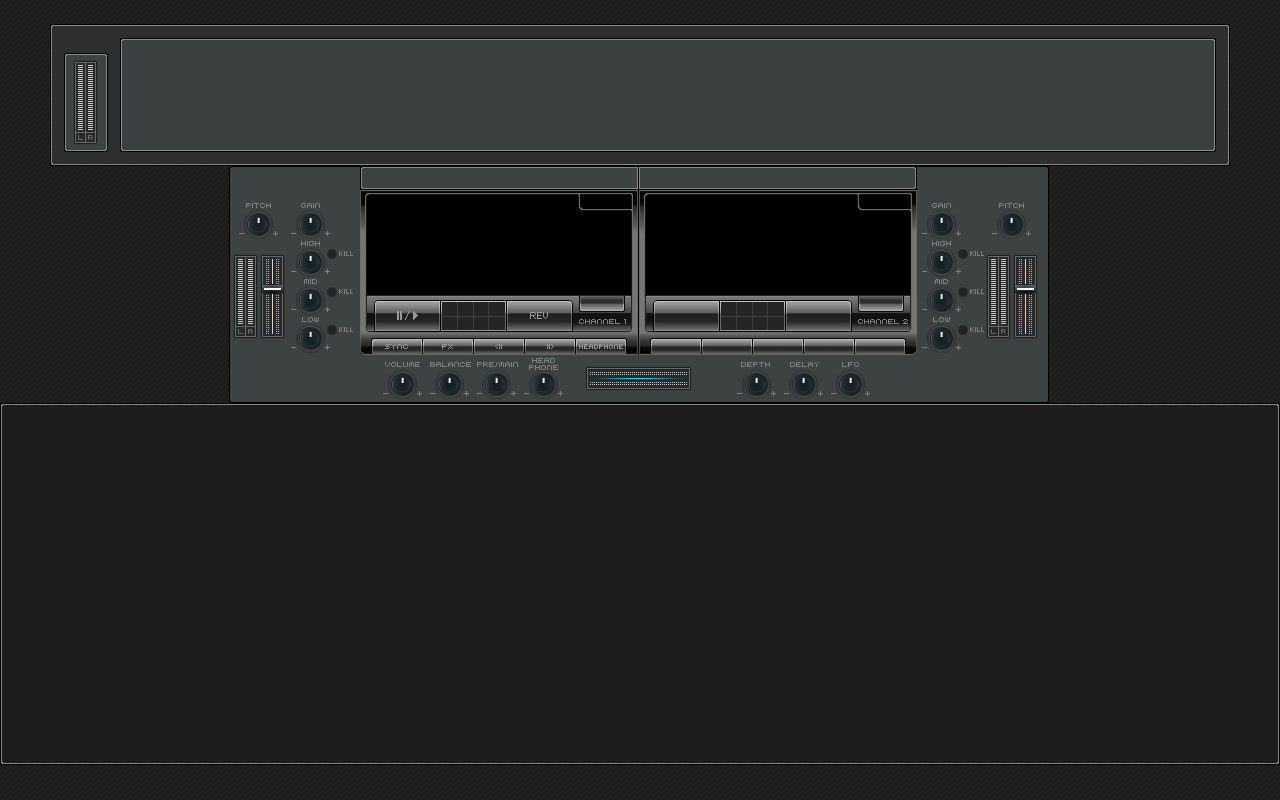 L R
PITCH GAIN GAIN PITCH
HIGH HIGH
KILL KILL
MID MID
KILL KILL
LOW LOW
L R KILL KILL L R
II/▶ REV CHANNEL 1 CHANNEL 2
SYNC FX <II II> HEADPHONE
VOLUME BALANCE PRE/MAIN HEAD PHONE DEPTH DELAY LFO